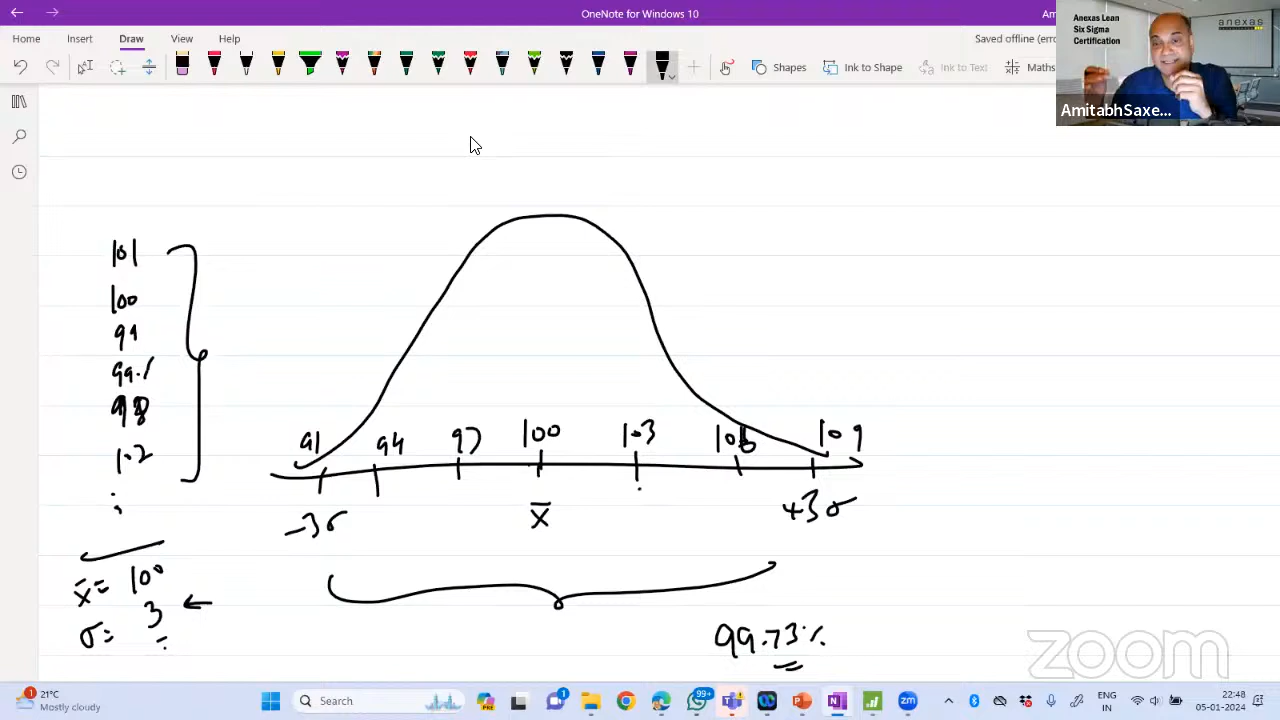 OneNote for Windows 10
Home Insert Draw View Help
Saved offline (erro
Shapes
Ink to Shape
Ink to Text
Maths
Anexas Lean
Six Sigma
Certification
anexas
AmitabhSaxe...
101
100
99
98
102
x̄ = 100
σ = 3
91 94 97 100 103 106 109
-3σ x̄ +3σ
99.73%
zoom
21°C
Mostly cloudy
Search
99+
ENG
IN
22:48
05-01-2024